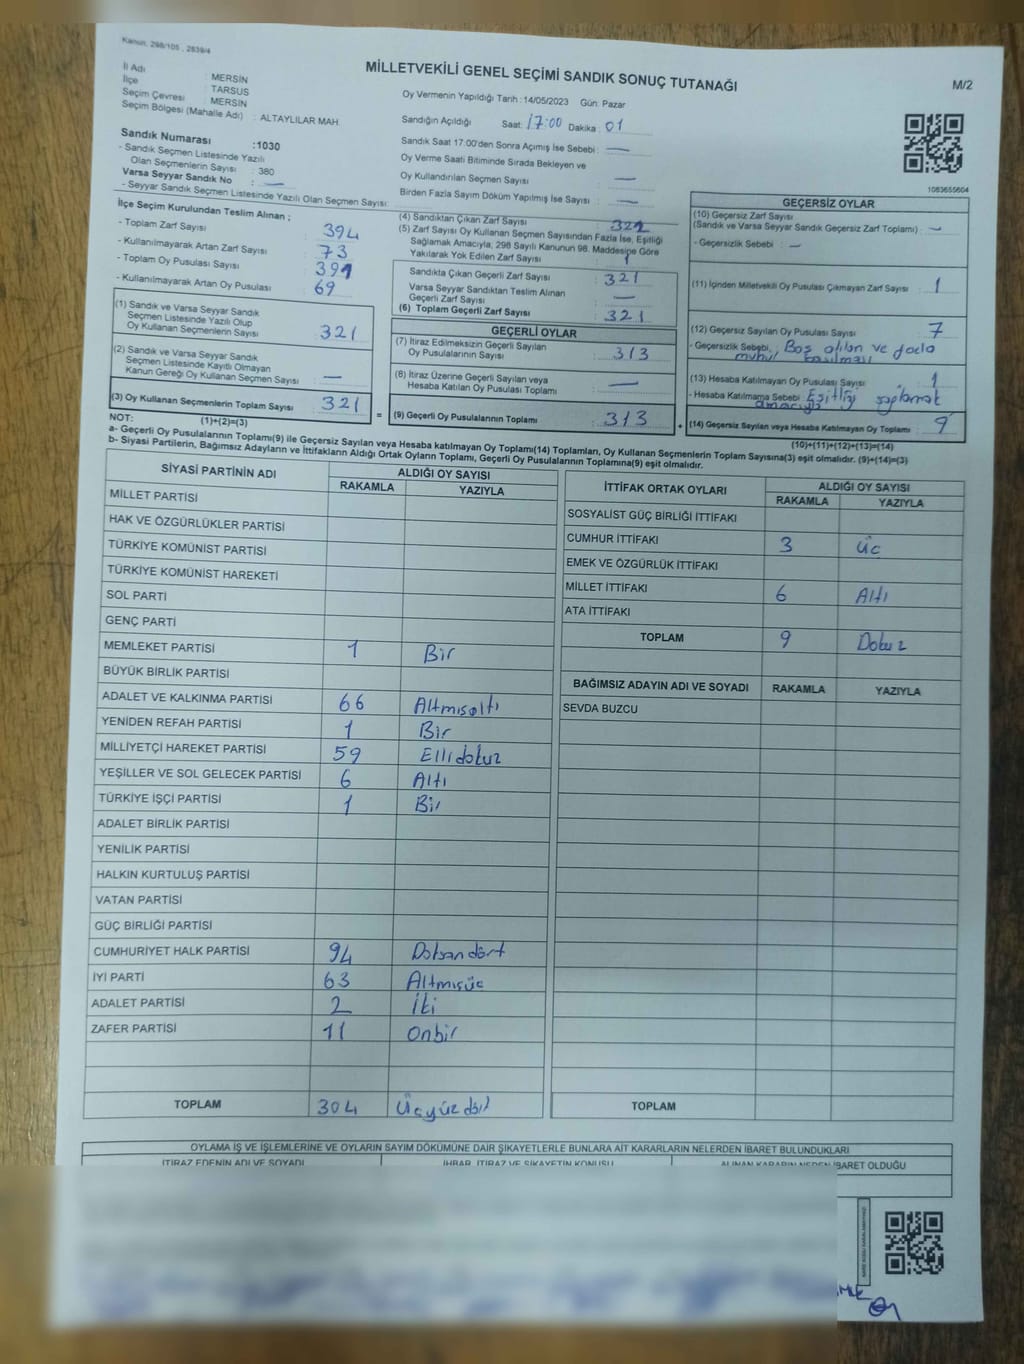 Kanun, 298/105 , 2839/4
MİLLETVEKİLİ GENEL SEÇİMİ SANDIK SONUÇ TUTANAĞI
M/2
İl Adı : MERSİN
İlçe : TARSUS
Seçim Çevresi : MERSİN
Seçim Bölgesi (Mahalle Adı) : ALTAYLILAR MAH.
Oy Vermenin Yapıldığı Tarih : 14/05/2023 Gün: Pazar
Sandığın Açıldığı Saat: 17:00 Dakika : 01
Sandık Saat 17:00'den Sonra Açımış İse Sebebi : —
Oy Verme Saati Bitiminde Sırada Bekleyen ve
Oy Kullandırılan Seçmen Sayısı : —
Birden Fazla Sayım Döküm Yapılmış İse Sayısı : —
Sandık Numarası :1030
- Sandık Seçmen Listesinde Yazılı
Olan Seçmenlerin Sayısı : 380
Varsa Seyyar Sandık No : —
- Seyyar Sandık Seçmen Listesinde Yazılı Olan Seçmen Sayısı:
1083655604
İlçe Seçim Kurulundan Teslim Alınan ;
- Toplam Zarf Sayısı : 394
- Kullanılmayarak Artan Zarf Sayısı : 73
- Toplam Oy Pusulası Sayısı : 391
- Kullanılmayarak Artan Oy Pusulası : 69
(1) Sandık ve Varsa Seyyar Sandık
Seçmen Listesinde Yazılı Olup
Oy Kullanan Seçmenlerin Sayısı : 321
(2) Sandık ve Varsa Seyyar Sandık
Seçmen Listesinde Kayıtlı Olmayan
Kanun Gereği Oy Kullanan Seçmen Sayısı : —
(3) Oy Kullanan Seçmenlerin Toplam Sayısı : 321
(1)+(2)=(3)
(4) Sandıktan Çıkan Zarf Sayısı : 322
(5) Zarf Sayısı Oy Kullanan Seçmen Sayısından Fazla İse, Eşitliği
Sağlamak Amacıyla, 298 Sayılı Kanunun 98. Maddesine Göre
Yakılarak Yok Edilen Zarf Sayısı : 1
Sandıkta Çıkan Geçerli Zarf Sayısı : 321
Varsa Seyyar Sandıktan Teslim Alınan
Geçerli Zarf Sayısı : —
(6) Toplam Geçerli Zarf Sayısı : 321
GEÇERLİ OYLAR
(7) İtiraz Edilmeksizin Geçerli Sayılan
Oy Pusulalarının Sayısı : 313
(8) İtiraz Üzerine Geçerli Sayılan veya
Hesaba Katılan Oy Pusulası Toplamı : —
= (9) Geçerli Oy Pusulalarının Toplamı : 313
GEÇERSİZ OYLAR
(10) Geçersiz Zarf Sayısı
(Sandık ve Varsa Seyyar Sandık Geçersiz Zarf Toplamı) : —
- Geçersizlik Sebebi : —
(11) İçinden Milletvekili Oy Pusulası Çıkmayan Zarf Sayısı : 1
(12) Geçersiz Sayılan Oy Pusulası Sayısı : 7
- Geçersizlik Sebebi, : Boş atılan ve fazla
mühür basılması
(13) Hesaba Katılmayan Oy Pusulası Sayısı : 1
- Hesaba Katılmama Sebebi : Eşitliği sağlamak
amacıyla
+ (14) Geçersiz Sayılan veya Hesaba Katılmayan Oy Toplamı : 9
(10)+(11)+(12)+(13)=(14)
NOT:
a- Geçerli Oy Pusulalarının Toplamı(9) ile Geçersiz Sayılan veya Hesaba katılmayan Oy Toplamı(14) Toplamları, Oy Kullanan Seçmenlerin Toplam Sayısına(3) eşit olmalıdır. (9)+(14)=(3)
b- Siyasi Partilerin, Bağımsız Adayların ve İttifakların Aldığı Ortak Oyların Toplamı, Geçerli Oy Pusulalarının Toplamına(9) eşit olmalıdır.
SİYASİ PARTİNİN ADI ALDIĞI OY SAYISI
RAKAMLA YAZIYLA
MİLLET PARTİSİ
HAK VE ÖZGÜRLÜKLER PARTİSİ
TÜRKİYE KOMÜNİST PARTİSİ
TÜRKİYE KOMÜNİST HAREKETİ
SOL PARTİ
GENÇ PARTİ
MEMLEKET PARTİSİ 1 Bir
BÜYÜK BİRLİK PARTİSİ
ADALET VE KALKINMA PARTİSİ 66 Altmışaltı
YENİDEN REFAH PARTİSİ 1 Bir
MİLLİYETÇİ HAREKET PARTİSİ 59 Ellidokuz
YEŞİLLER VE SOL GELECEK PARTİSİ 6 Altı
TÜRKİYE İŞÇİ PARTİSİ 1 Bir
ADALET BİRLİK PARTİSİ
YENİLİK PARTİSİ
HALKIN KURTULUŞ PARTİSİ
VATAN PARTİSİ
GÜÇ BİRLİĞİ PARTİSİ
CUMHURİYET HALK PARTİSİ 94 Doksandört
İYİ PARTİ 63 Altmışüç
ADALET PARTİSİ 2 İki
ZAFER PARTİSİ 11 Onbir
TOPLAM 304 Üçyüzdört
İTTİFAK ORTAK OYLARI ALDIĞI OY SAYISI
RAKAMLA YAZIYLA
SOSYALİST GÜÇ BİRLİĞİ İTTİFAKI
CUMHUR İTTİFAKI 3 Üç
EMEK VE ÖZGÜRLÜK İTTİFAKI
MİLLET İTTİFAKI 6 Altı
ATA İTTİFAKI
TOPLAM 9 Dokuz
BAĞIMSIZ ADAYIN ADI VE SOYADI RAKAMLA YAZIYLA
SEVDA BUZCU
TOPLAM
OYLAMA İŞ VE İŞLEMLERİNE VE OYLARIN SAYIM DÖKÜMÜNE DAİR ŞİKAYETLERLE BUNLARA AİT KARARLARIN NELERDEN İBARET BULUNDUKLARI
İTİRAZ EDENİN ADI VE SOYADI İHBAR, İTİRAZ VE ŞİKAYETİN KONUSU ALINAN KARARIN NEDEN İBARET OLDUĞU